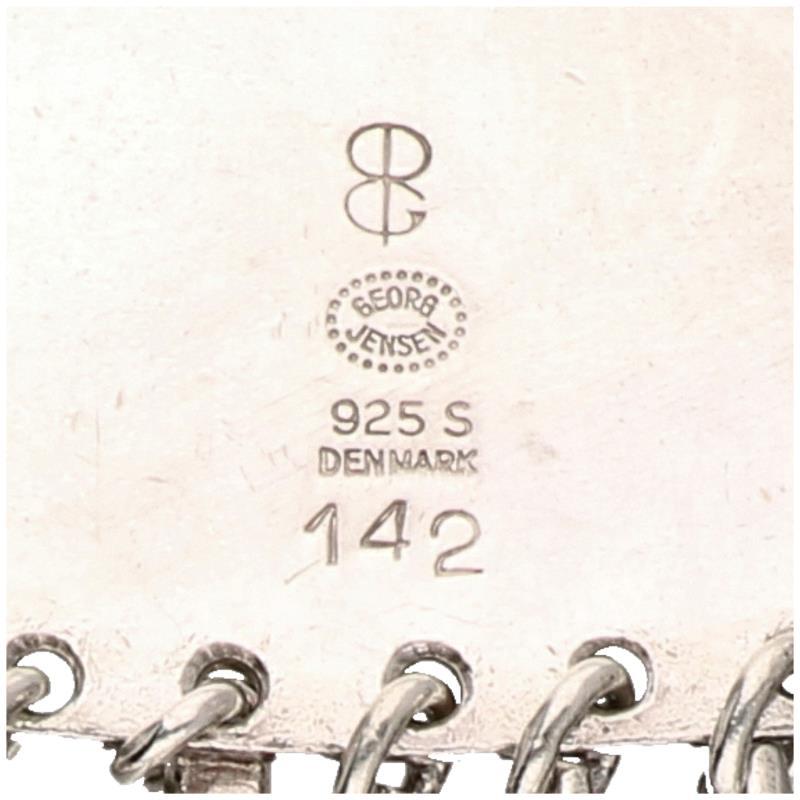 GEORG
JENSEN
925 S
DENMARK
142